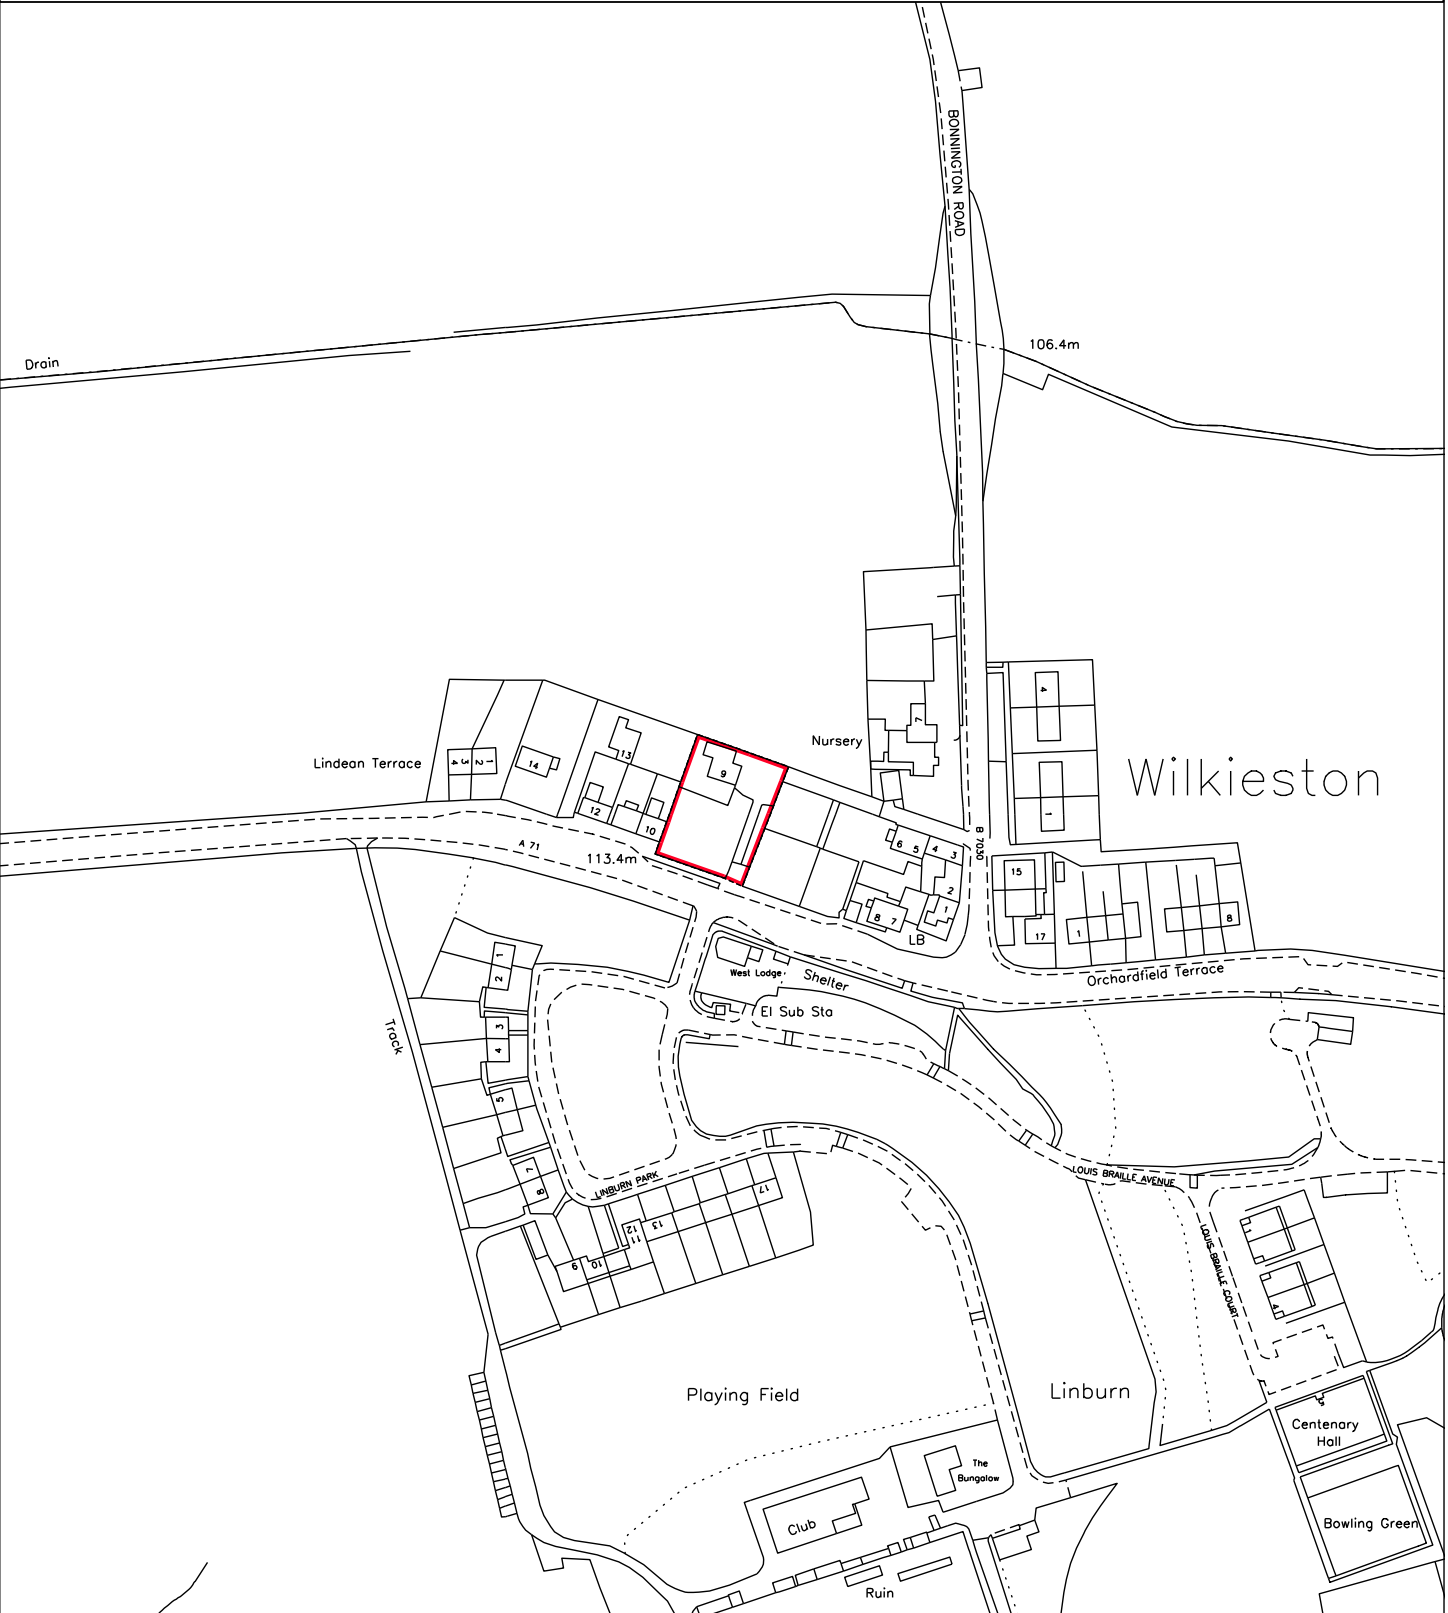 BONNINGTON ROAD
106.4m
Drain
4
7
Nursery
13
9
Lindean Terrace
4
3
2
1
14
Wilkieston
12
10
1
A 71
113.4m
B 7030
6
5
4
3
15
2
8
7
1
17
1
8
LB
Orchardfield Terrace
West Lodge
Shelter
El Sub Sta
1
2
3
4
Track
5
7
8
LINBURN PARK
17
13
12
11
10
9
LOUIS BRAILLE AVENUE
LOUIS BRAILLE COURT
1
4
Playing Field
Linburn
5
Centenary
Hall
The
Bungalow
Club
Bowling Green
Ruin